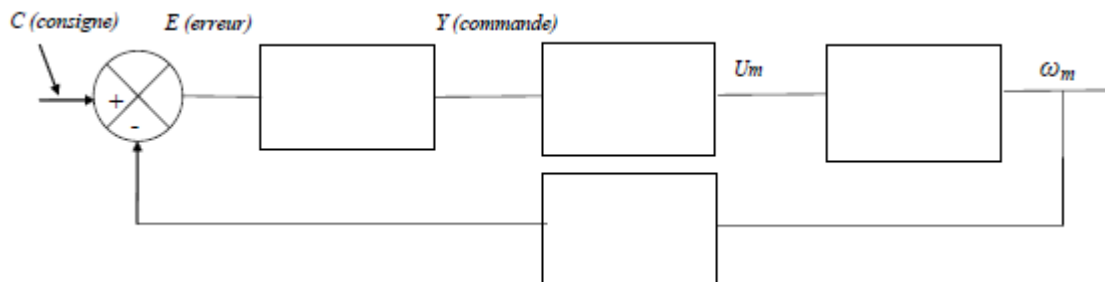 C (consigne)
E (erreur)
Y (commande)
Um
ωm
+
-